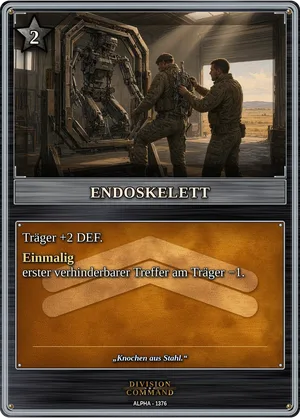 2
ENDOSKELETT
Träger +2 DEF.
Einmalig
erster verhinderbarer Treffer am Träger −1.
„Knochen aus Stahl.“
DIVISION
COMMAND
ALPHA - 1376